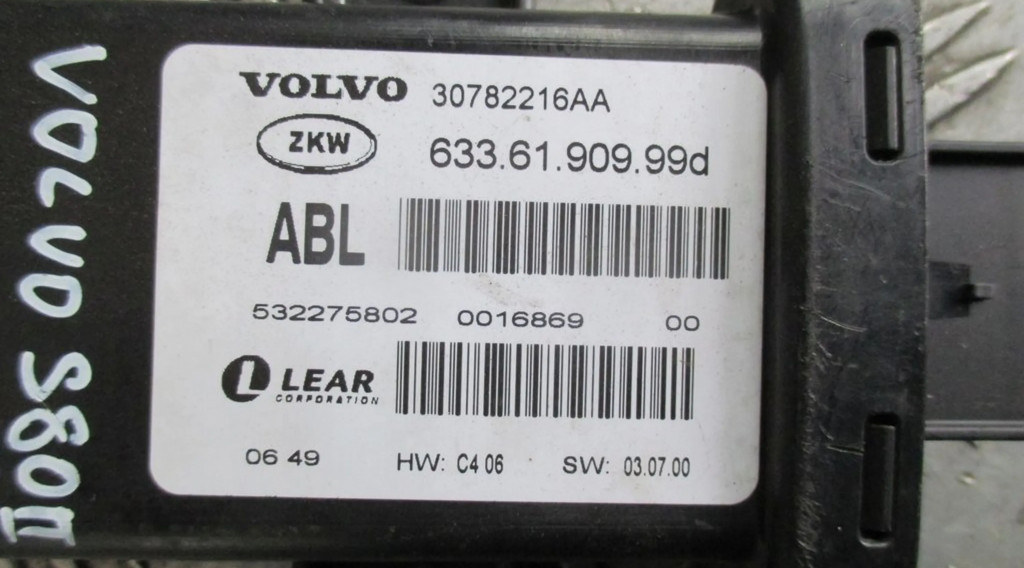 VOLVO S80II
VOLVO 30782216AA
ZKW 633.61.909.99d
ABL
532275802 0016869 00
L LEAR
CORPORATION
06 49 HW: C4 06 SW: 03.07.00